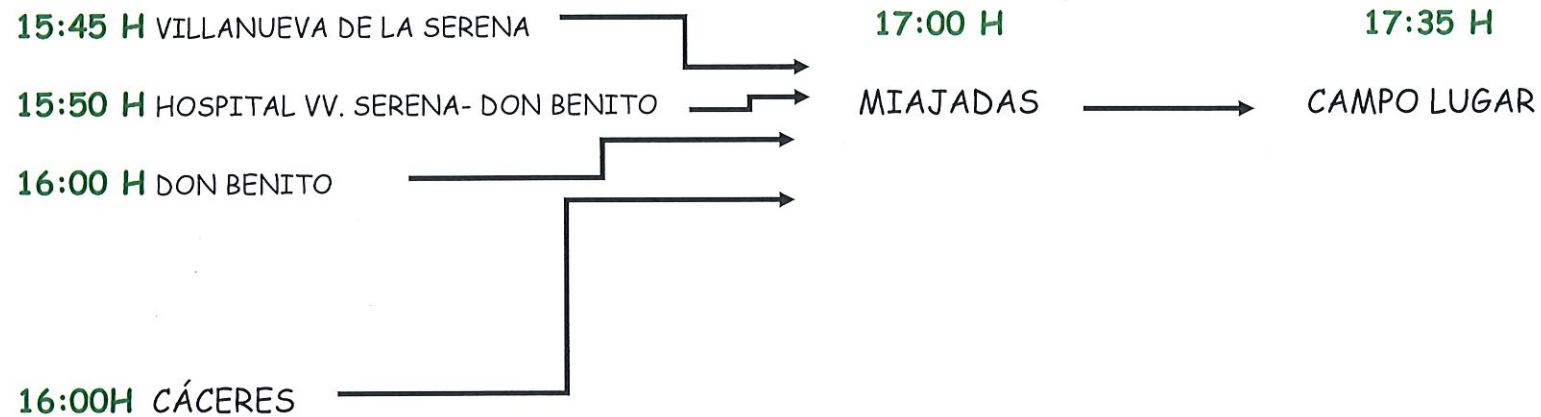 15:45 H VILLANUEVA DE LA SERENA
17:00 H
17:35 H
15:50 H HOSPITAL VV. SERENA- DON BENITO
MIAJADAS
CAMPO LUGAR
16:00 H DON BENITO
16:00H CÁCERES